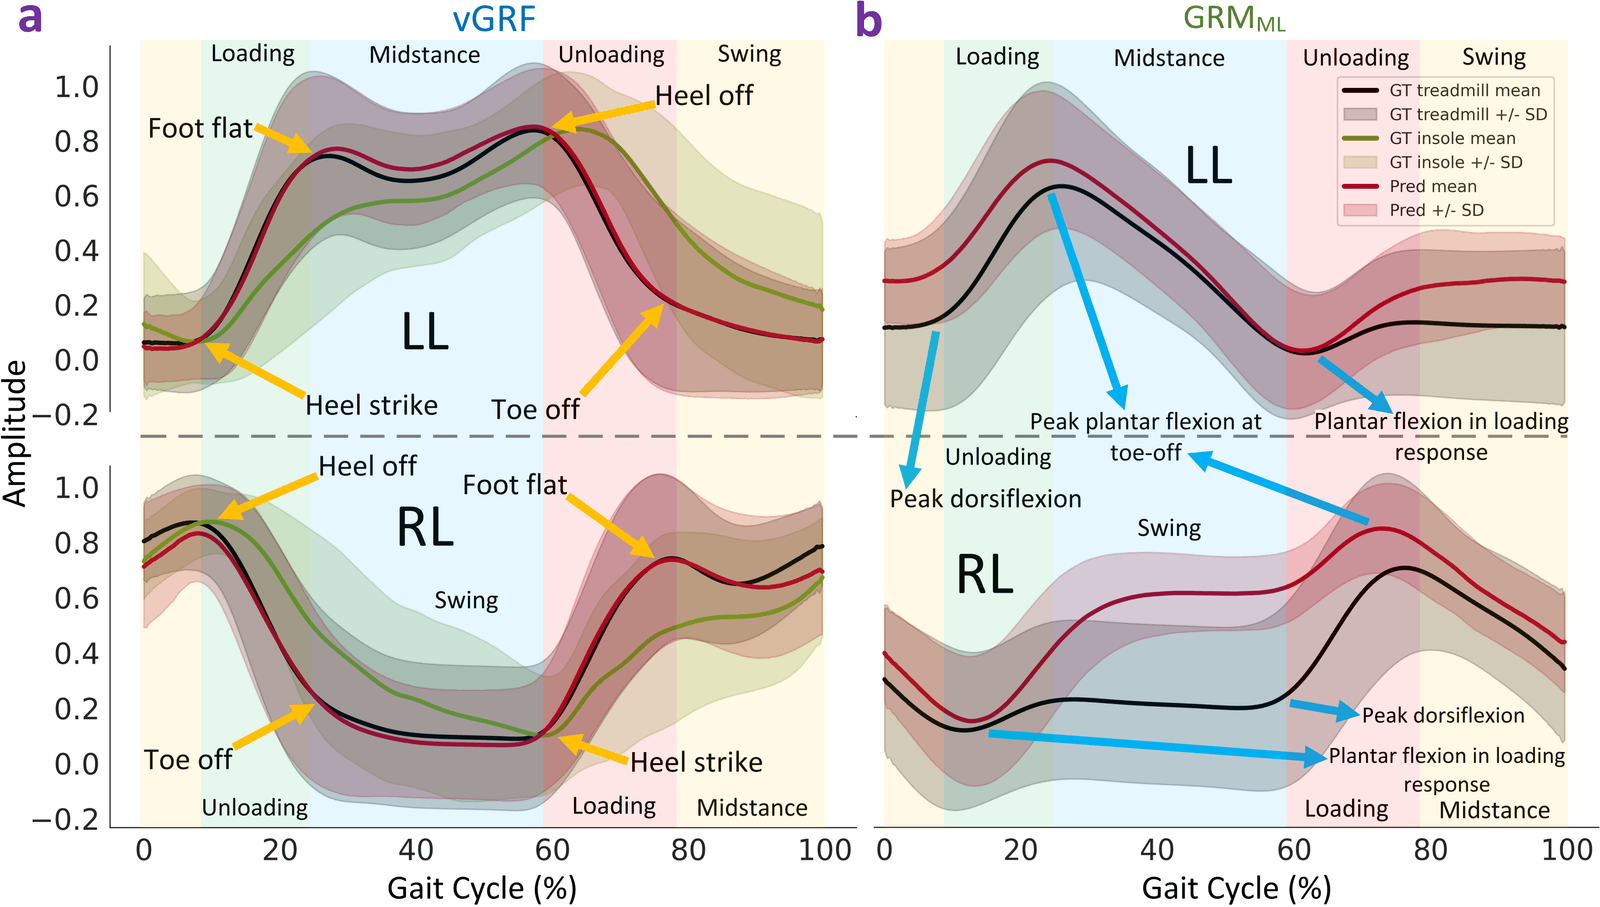 a
vGRF
b
GRM_ML
Loading
Midstance
Unloading
Swing
Loading
Midstance
Unloading
Swing
1.0
0.8
0.6
0.4
0.2
0.0
−0.2
Foot flat
Heel off
LL
Heel strike
Toe off
GT treadmill mean
GT treadmill +/- SD
GT insole mean
GT insole +/- SD
Pred mean
Pred +/- SD
LL
Peak plantar flexion at
toe-off
Plantar flexion in loading
response
Peak dorsiflexion
Amplitude
1.0
0.8
0.6
0.4
0.2
0.0
−0.2
Heel off
Foot flat
RL
Swing
Toe off
Heel strike
Unloading
Loading
Midstance
Unloading
Swing
RL
Peak dorsiflexion
Plantar flexion in loading
response
Loading
Midstance
0
20
40
60
80
100
0
20
40
60
80
100
Gait Cycle (%)
Gait Cycle (%)